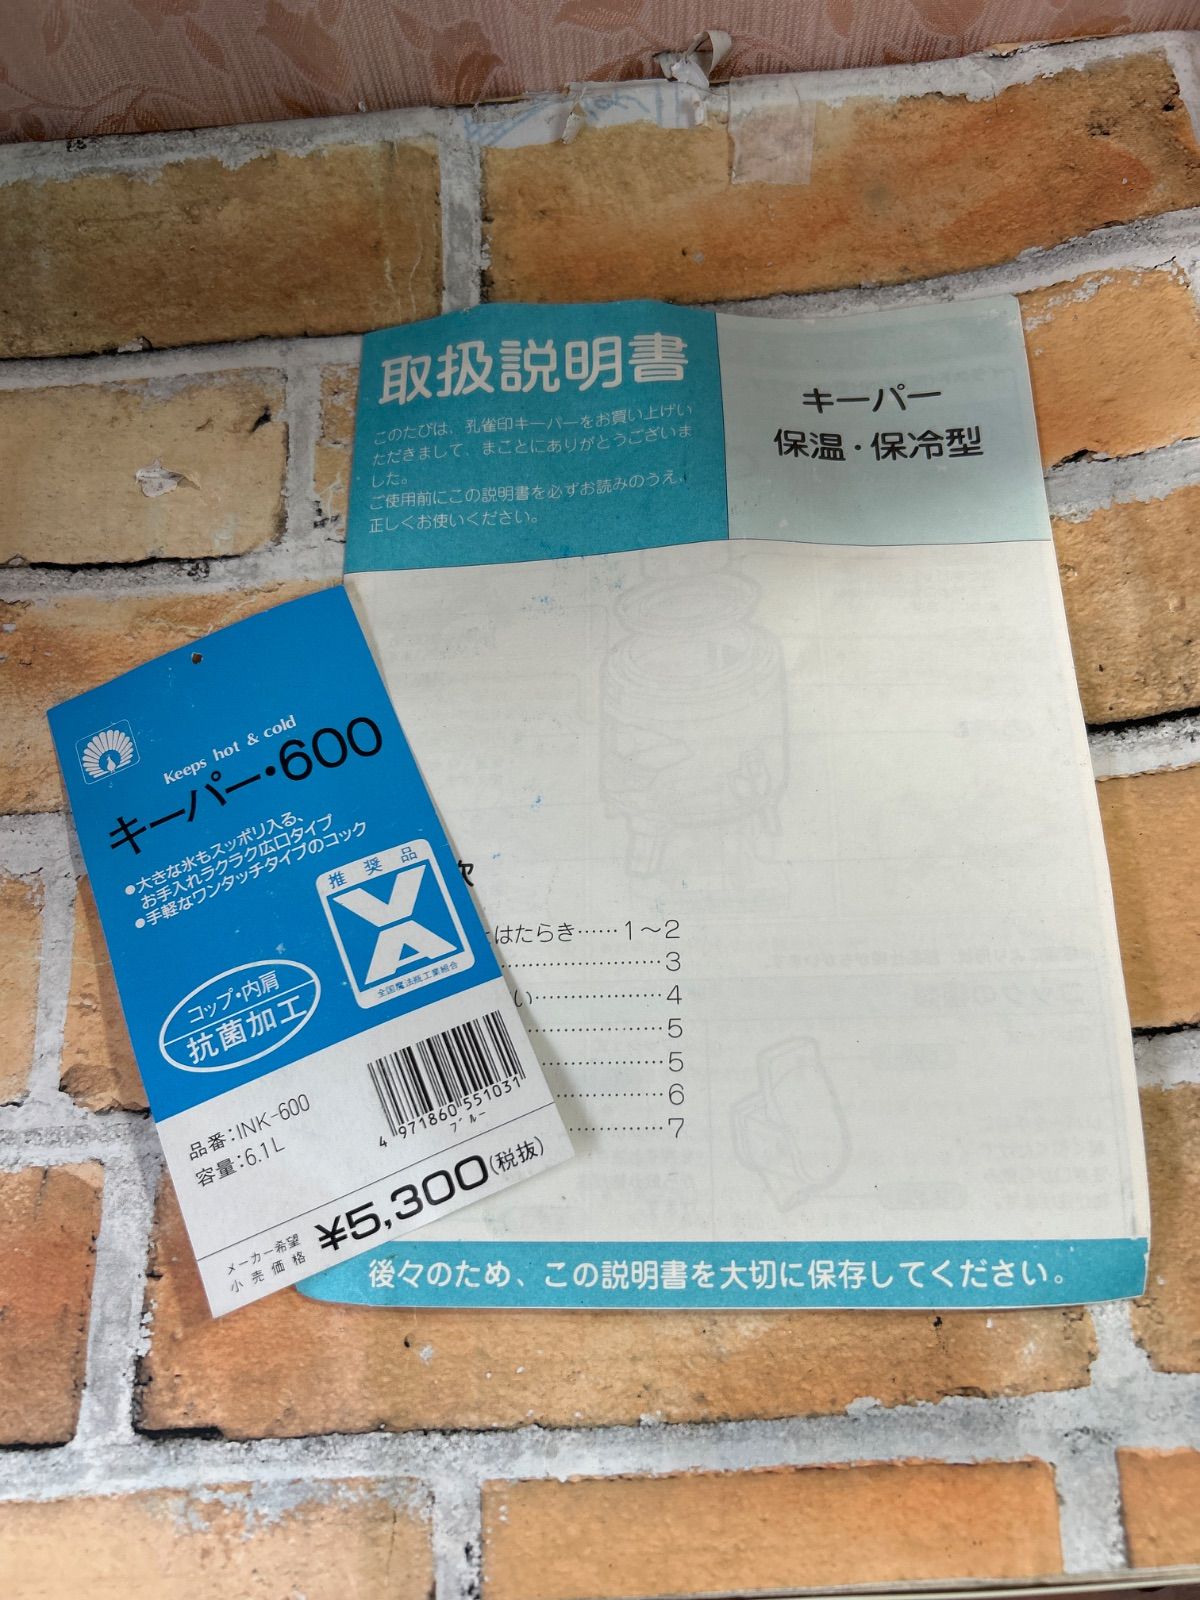 取扱説明書
このたびは、孔雀印キーパーをお買い上げい
ただきまして、まことにありがとうございま
した。
ご使用前にこの説明書を必ずお読みのうえ、
正しくお使いください。
キーパー
保温・保冷型
はたらき……1〜2
……3
い……4
……5
……5
……6
……7
後々のため、この説明書を大切に保存してください。
Keeps hot & cold
キーパー・600
●大きな氷もスッポリ入る、
お手入れラクラク広口タイプ
●手軽なワンタッチタイプのコック
推奨品
VA
全国魔法瓶工業組合
コップ・内肩
抗菌加工
品番:INK-600
容量:6.1L
4 971860 551031
ブルー
メーカー希望
小売価格
¥5,300(税抜)